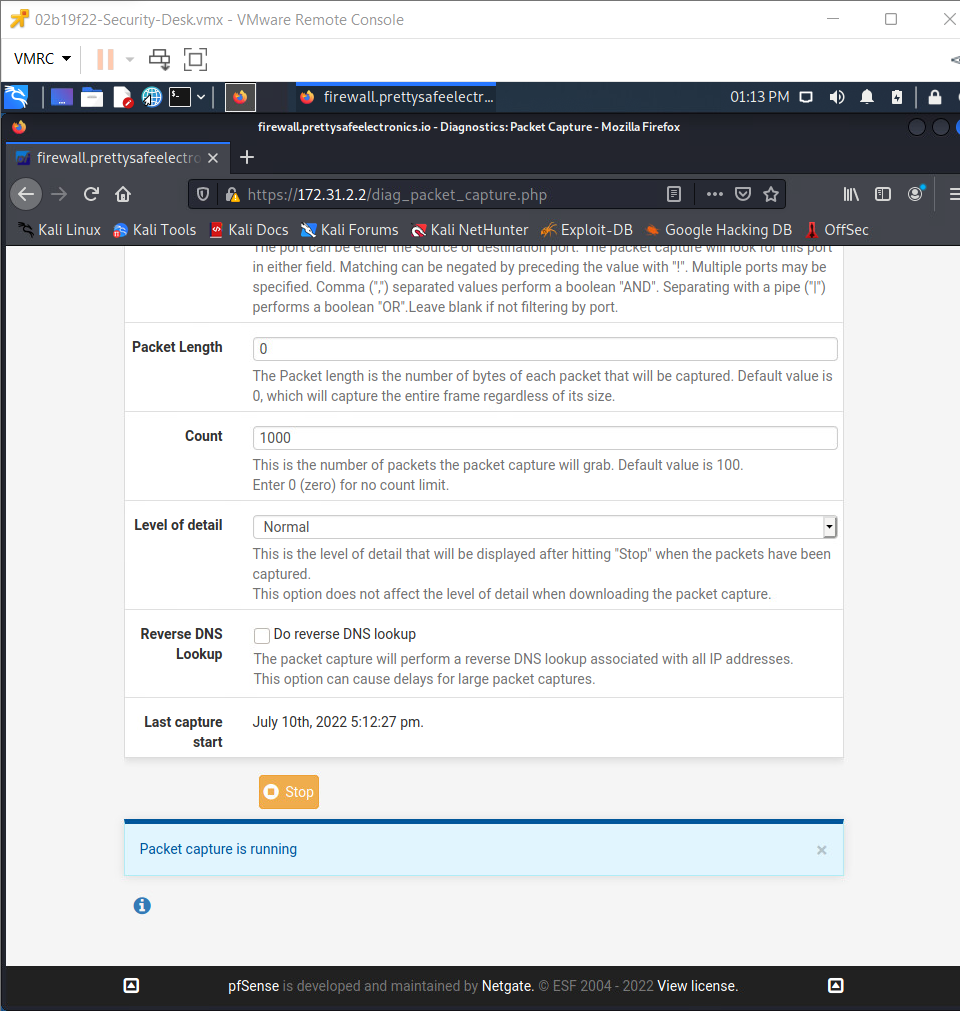 02b19f22-Security-Desk.vmx - VMware Remote Console
VMRC
01:13 PM
firewall.prettysafeelectr...
firewall.prettysafeelectronics.io - Diagnostics: Packet Capture - Mozilla Firefox
firewall.prettysafeelectro
https://172.31.2.2/diag_packet_capture.php
Kali Linux Kali Tools Kali Docs Kali Forums Kali NetHunter Exploit-DB Google Hacking DB OffSec
The port can be either the source or destination port. The packet capture will look for this port
in either field. Matching can be negated by preceding the value with "!". Multiple ports may be
specified. Comma (",") separated values perform a boolean "AND". Separating with a pipe ("|")
performs a boolean "OR".Leave blank if not filtering by port.
Packet Length
0
The Packet length is the number of bytes of each packet that will be captured. Default value is
0, which will capture the entire frame regardless of its size.
Count
1000
This is the number of packets the packet capture will grab. Default value is 100.
Enter 0 (zero) for no count limit.
Level of detail
Normal
This is the level of detail that will be displayed after hitting "Stop" when the packets have been
captured.
This option does not affect the level of detail when downloading the packet capture.
Reverse DNS
Lookup
Do reverse DNS lookup
The packet capture will perform a reverse DNS lookup associated with all IP addresses.
This option can cause delays for large packet captures.
Last capture
start
July 10th, 2022 5:12:27 pm.
Stop
Packet capture is running
pfSense is developed and maintained by Netgate. © ESF 2004 - 2022 View license.